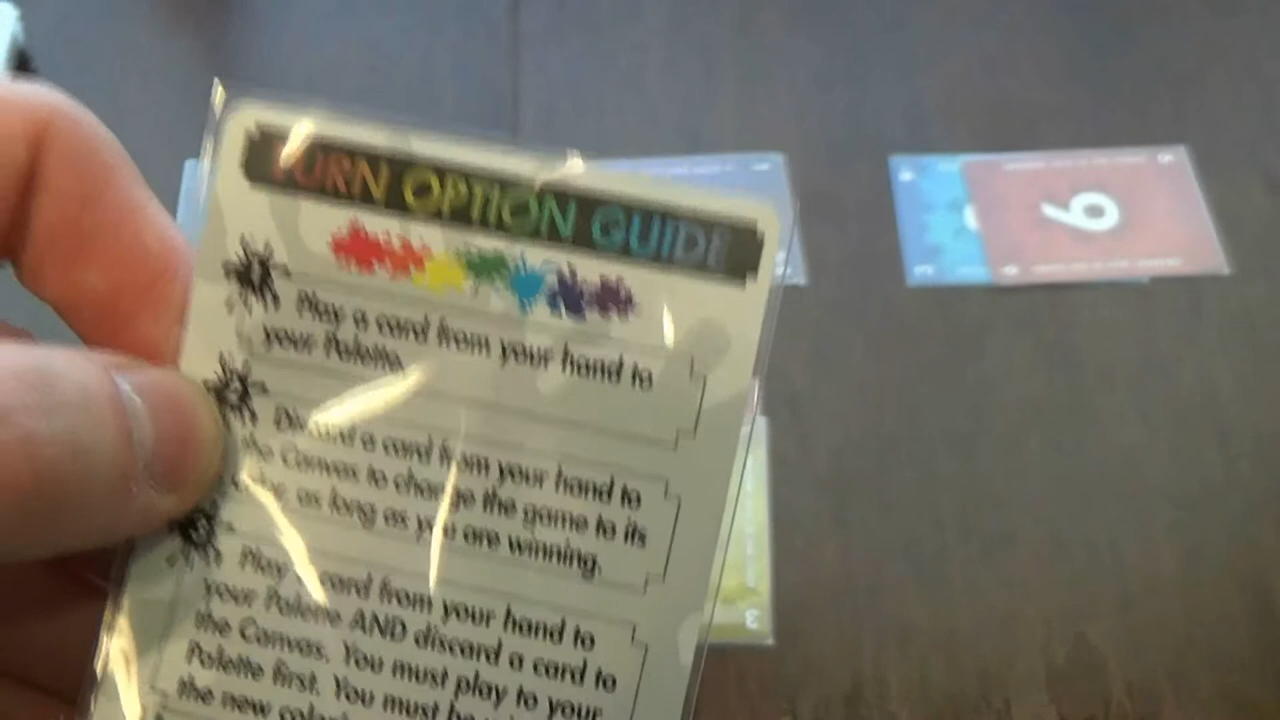 TURN OPTION GUIDE
Play a card from your hand to
your Palette.
Discard a card from your hand to
the Canvas to change the game to its
as long as you are winning.
Play a card from your hand to
your Palette AND discard a card to
the Canvas. You must play to your
Palette first. You must be
the new
6
3